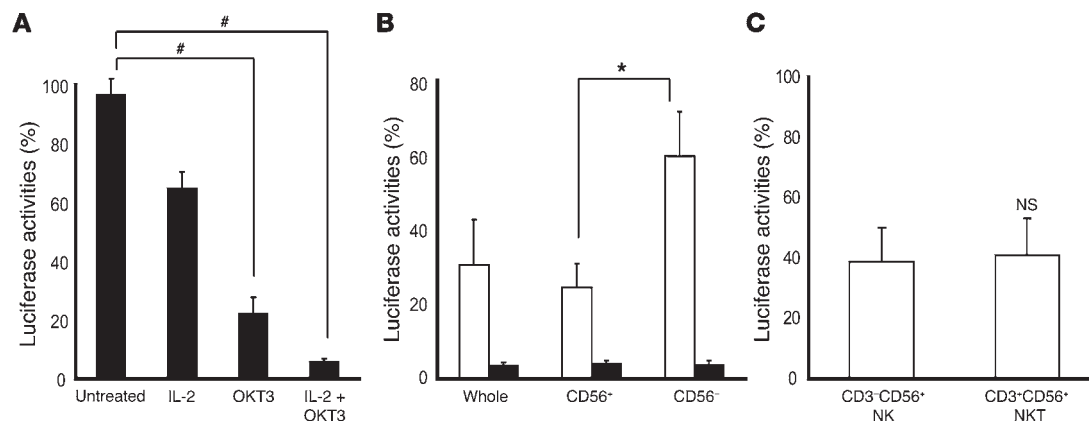 A
#
#
Luciferase activities (%)
100
80
60
40
20
0
Untreated
IL-2
OKT3
IL-2 +
OKT3
B
*
Luciferase activities (%)
80
60
40
20
0
Whole
CD56⁺
CD56⁻
C
Luciferase activities (%)
100
80
60
40
20
0
NS
CD3⁻CD56⁺
NK
CD3⁺CD56⁺
NKT